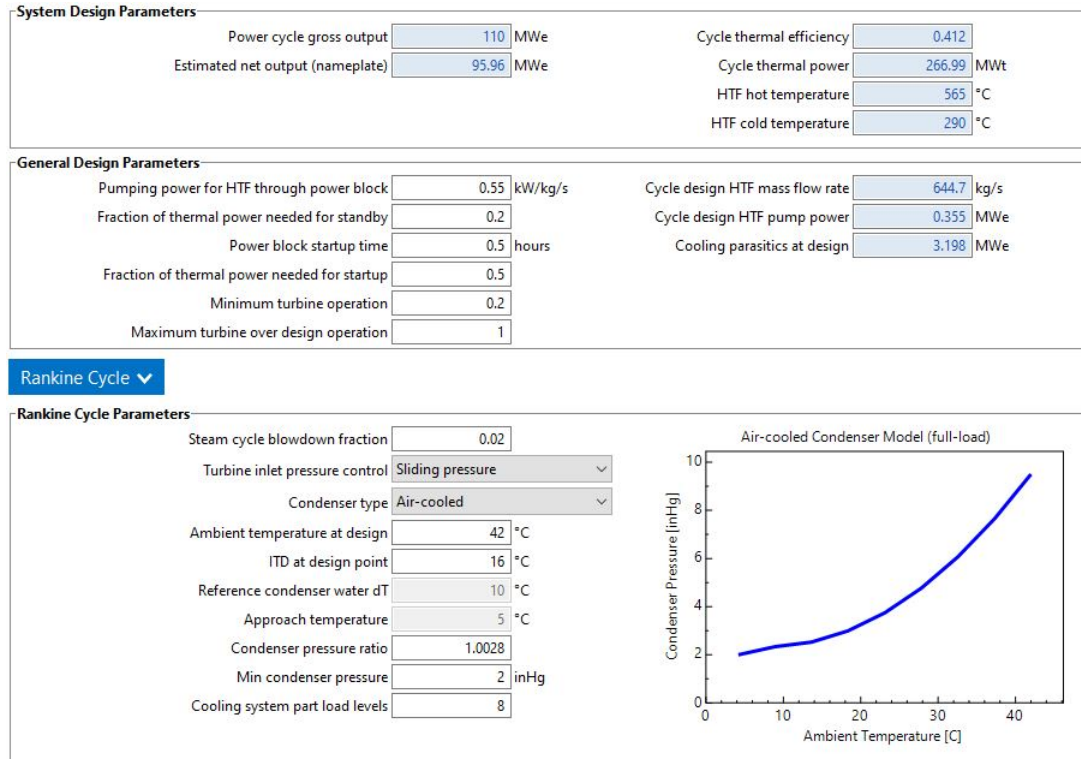 System Design Parameters
Power cycle gross output 110 MWe Cycle thermal efficiency 0.412
Estimated net output (nameplate) 95.96 MWe Cycle thermal power 266.99 MWt
HTF hot temperature 565 °C
HTF cold temperature 290 °C
General Design Parameters
Pumping power for HTF through power block 0.55 kW/kg/s Cycle design HTF mass flow rate 644.7 kg/s
Fraction of thermal power needed for standby 0.2 Cycle design HTF pump power 0.355 MWe
Power block startup time 0.5 hours Cooling parasitics at design 3.198 MWe
Fraction of thermal power needed for startup 0.5
Minimum turbine operation 0.2
Maximum turbine over design operation 1
Rankine Cycle
Rankine Cycle Parameters
Steam cycle blowdown fraction 0.02
Turbine inlet pressure control Sliding pressure
Condenser type Air-cooled
Ambient temperature at design 42 °C
ITD at design point 16 °C
Reference condenser water dT 10 °C
Approach temperature 5 °C
Condenser pressure ratio 1.0028
Min condenser pressure 2 inHg
Cooling system part load levels 8
Air-cooled Condenser Model (full-load)
Condenser Pressure [inHg]
10
8
6
4
2
0
0 10 20 30 40
Ambient Temperature [C]